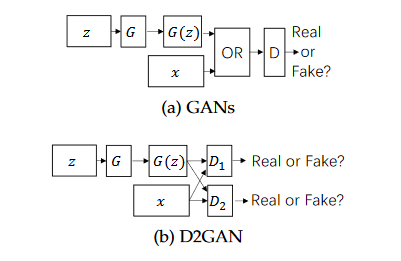 z G G(z) OR D Real or Fake?
x
(a) GANs
z G G(z) D₁ Real or Fake?
x D₂ Real or Fake?
(b) D2GAN